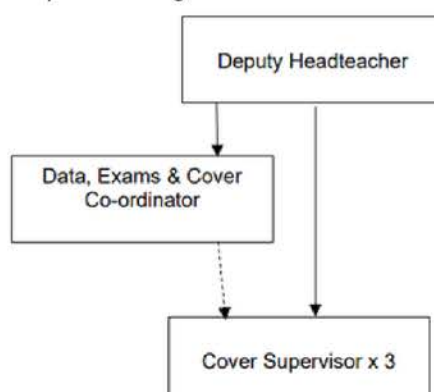 Deputy Headteacher
Data, Exams & Cover
Co-ordinator
Cover Supervisor x 3